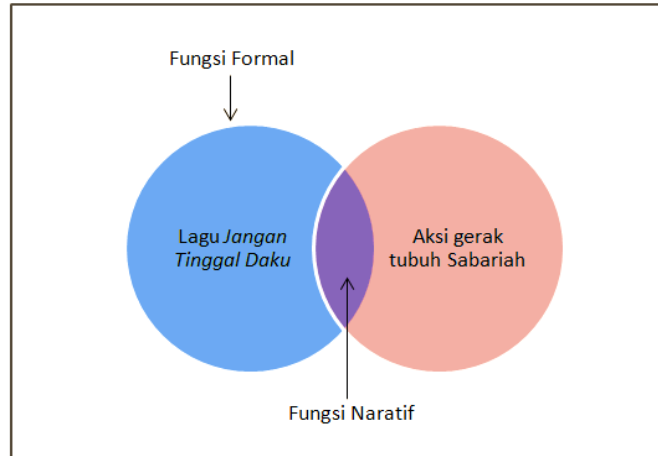 Fungsi Formal
Lagu Jangan
Tinggal Daku
Aksi gerak
tubuh Sabariah
Fungsi Naratif